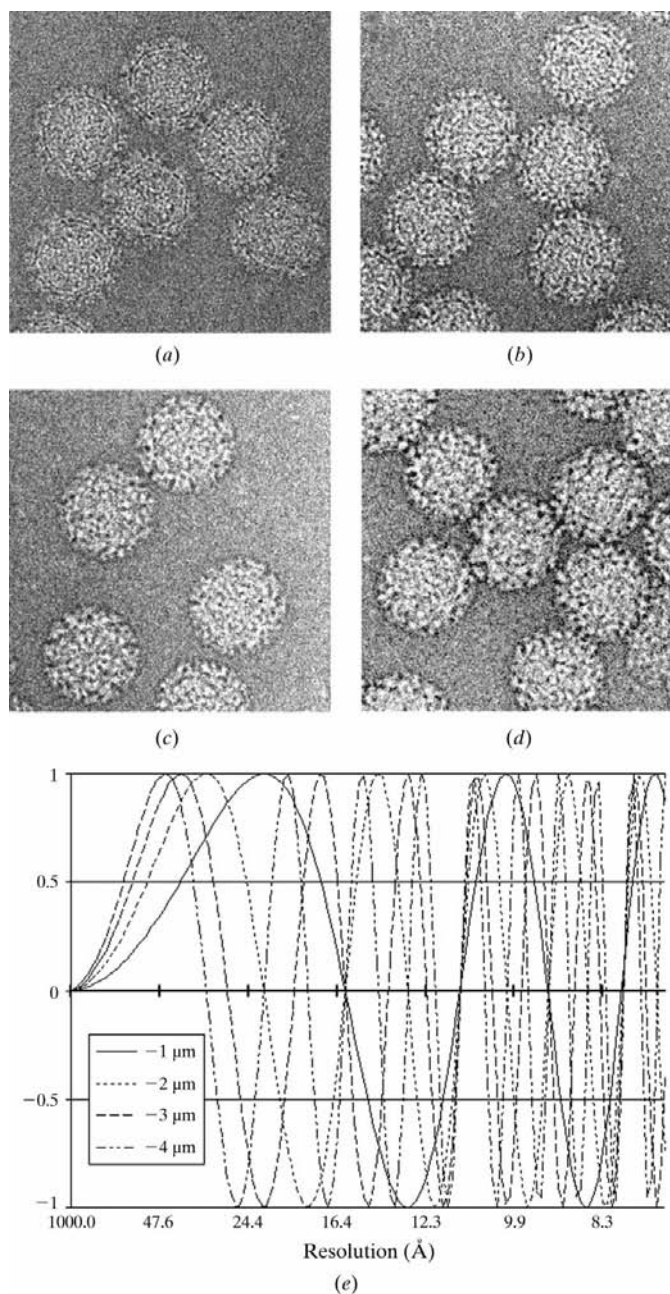 (a)
(b)
(c)
(d)
1
0.5
0
−0.5
−1
−1 μm
−2 μm
−3 μm
−4 μm
1000.0 47.6 24.4 16.4 12.3 9.9 8.3
Resolution (Å)
(e)